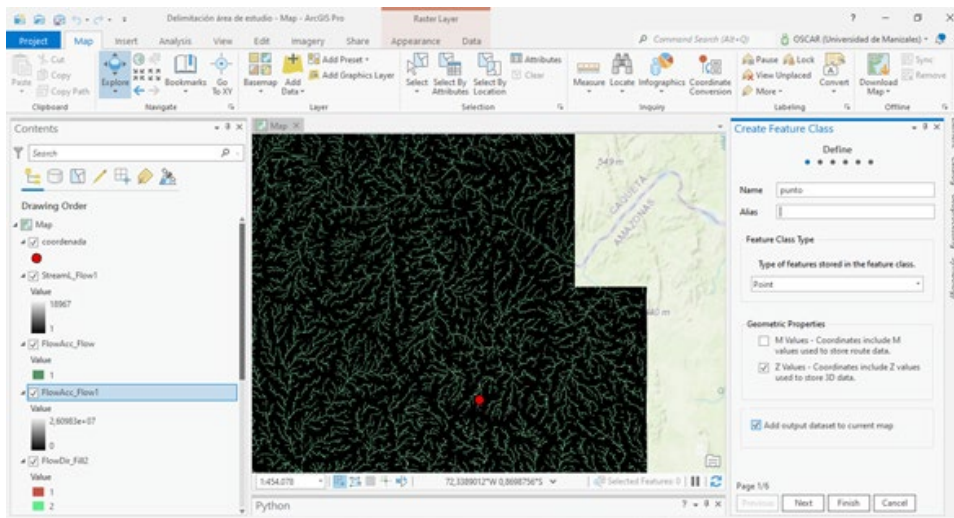 Delimitación área de estudio - Map - ArcGIS Pro
Raster Layer
?
Project
Map
Insert
Analysis
View
Edit
Imagery
Share
Appearance
Data
Command Search (Alt+Q)
OSCAR (Universidad de Manizales)
Paste
Cut
Copy
Copy Path
Clipboard
Explore
Bookmarks
Go To XY
Navigate
Basemap
Add Data
Add Preset
Add Graphics Layer
Layer
Select
Select By Attributes
Select By Location
Attributes
Clear
Selection
Measure
Locate
Infographics
Coordinate Conversion
Inquiry
Pause
Lock
View Unplaced
More
Convert
Labeling
Download Map
Sync
Remove
Offline
Contents
Search
Drawing Order
Map
coordenada
StreamL_Flow1
Value
18967
1
FlowAcc_Flow
Value
1
FlowAcc_Flow1
Value
2,60983e+07
0
FlowDir_Fill2
Value
1
2
Map
549 m
CAQUETA
AMAZONAS
1:454.078
72,3389012°W 0,8698756°S
Selected Features: 0
Python
Create Feature Class
Define
Name
punto
Alias
Feature Class Type
Type of features stored in the feature class.
Point
Geometric Properties
M Values - Coordinates include M
values used to store route data.
Z Values - Coordinates include Z values
used to store 3D data.
Add output dataset to current map
Page 1/6
Previous
Next
Finish
Cancel